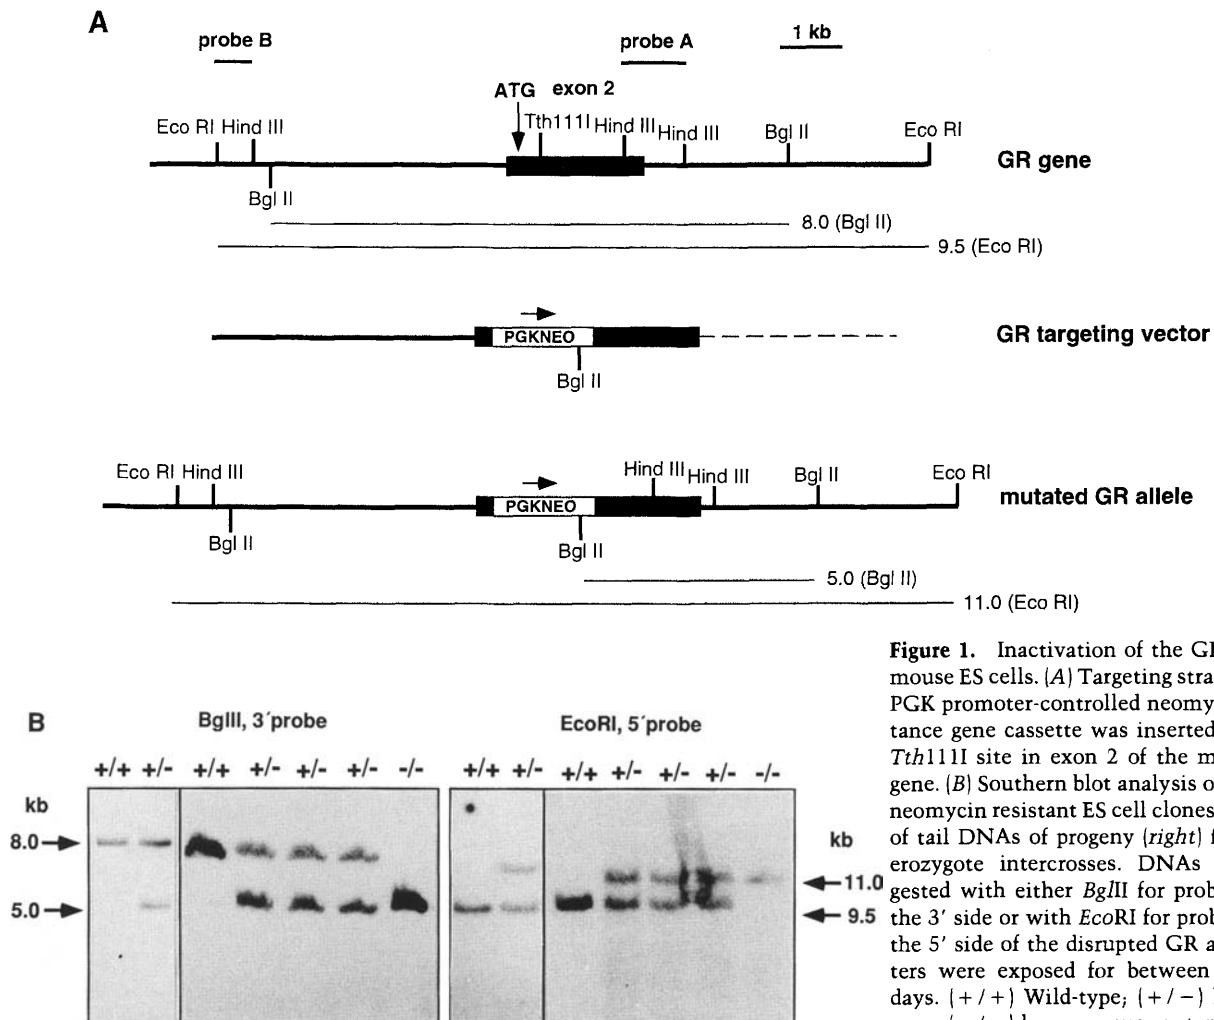 A
probe B
probe A
1 kb
ATG exon 2
Eco RI Hind III
Tth111I Hind III Hind III
Bgl II
Eco RI
GR gene
Bgl II
8.0 (Bgl II)
9.5 (Eco RI)
PGKNEO
GR targeting vector
Bgl II
Eco RI Hind III
Hind III Hind III
Bgl II
Eco RI
PGKNEO
mutated GR allele
Bgl II
Bgl II
5.0 (Bgl II)
11.0 (Eco RI)
B
BglII, 3´probe
EcoRI, 5´probe
+/+ +/- +/+ +/- +/- +/- -/-
+/+ +/- +/+ +/- +/- +/- -/-
kb
8.0
5.0
kb
11.0
9.5
Figure 1. Inactivation of the
mouse ES cells. (A) Targeting
PGK promoter-controlled
tance gene cassette was inserted
Tth111I site in exon 2 of the
gene. (B) Southern blot analysis
neomycin resistant ES cell clones
of tail DNAs of progeny (right)
erozygote intercrosses. DNAs
gested with either BglII for
the 3′ side or with EcoRI for
the 5′ side of the disrupted GR
ters were exposed for between
days. (+/+) Wild-type; (+/−)